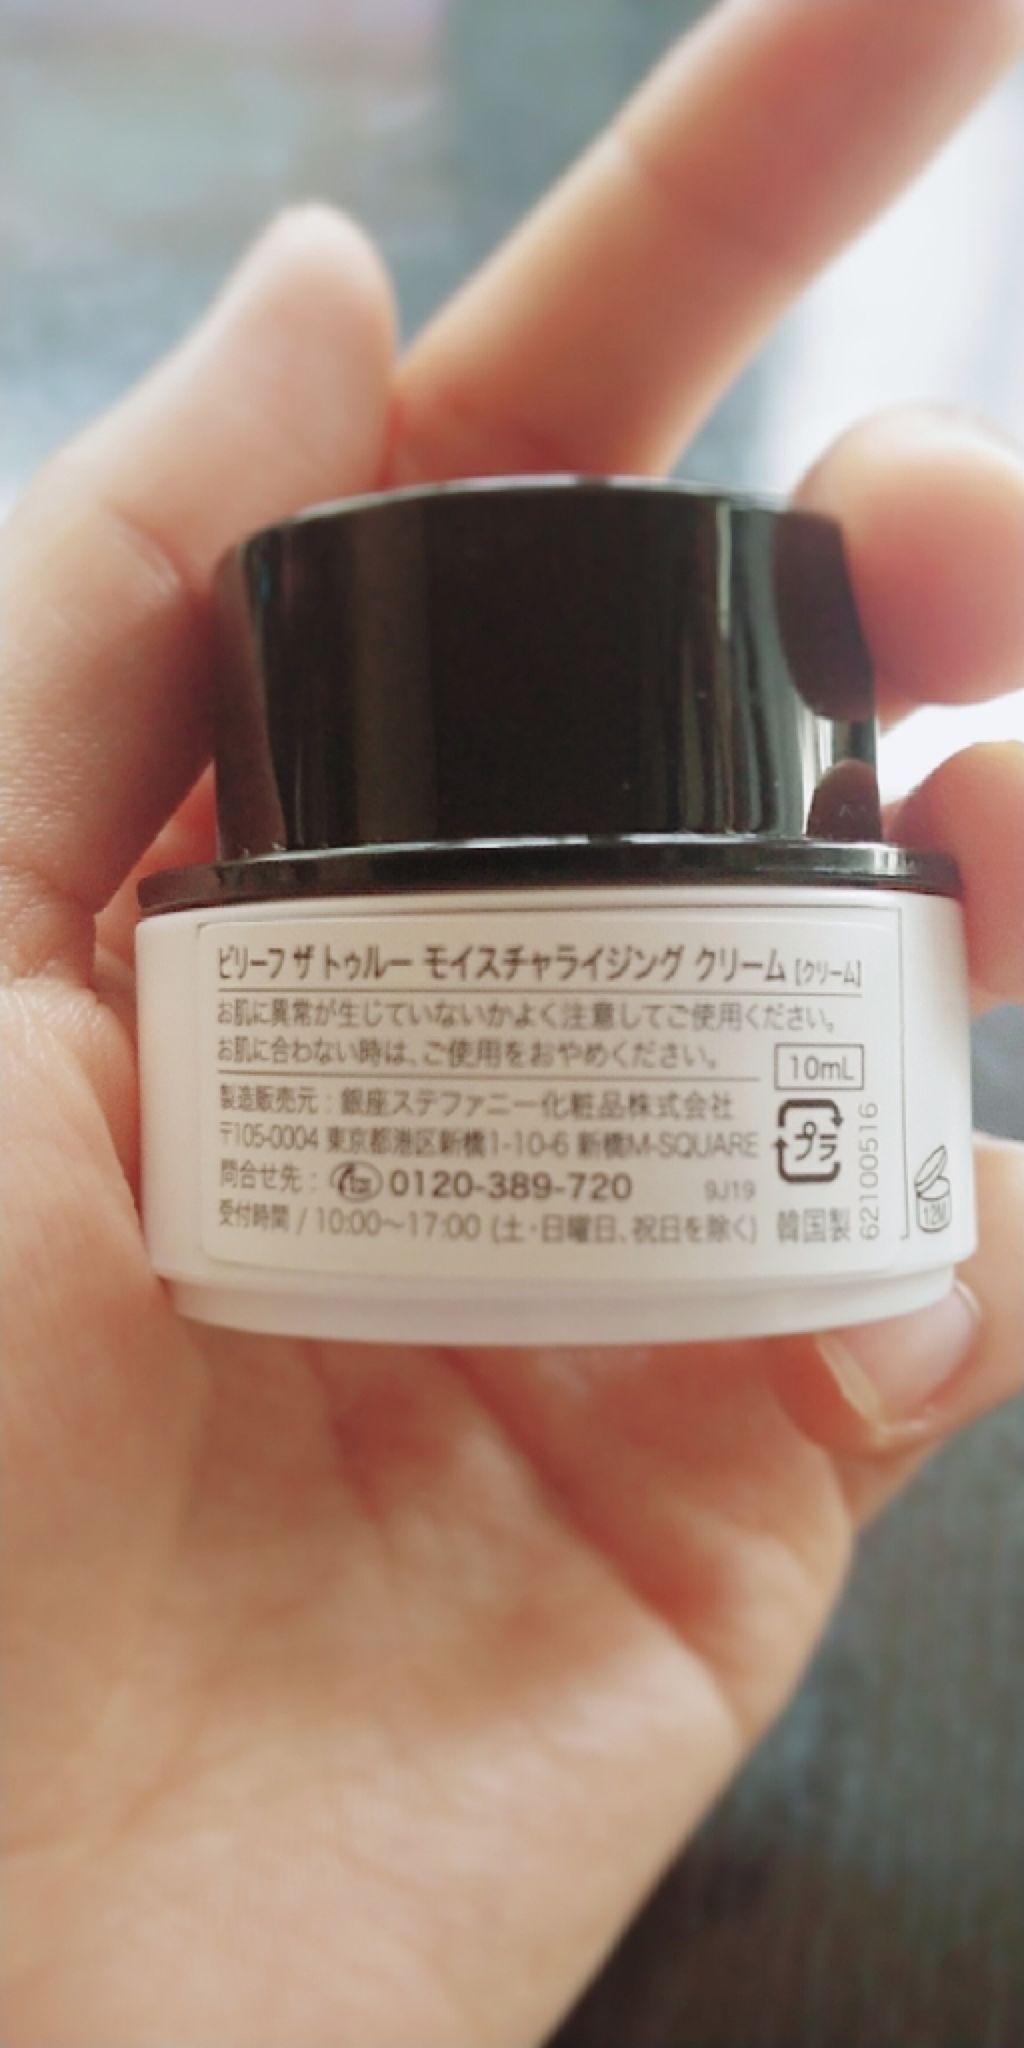 ビリーフ ザ トゥルー モイスチャライジング クリーム [クリーム]
お肌に異常が生じていないかよく注意してご使用ください。
お肌に合わない時は、ご使用をおやめください。
10mL
製造販売元：銀座ステファニー化粧品株式会社
〒105-0004 東京都港区新橋1-10-6 新橋M-SQUARE
プラ
問合せ先： 0120-389-720 9J19
受付時間 / 10:00〜17:00 (土・日曜日、祝日を除く) 韓国製
62100516
12M